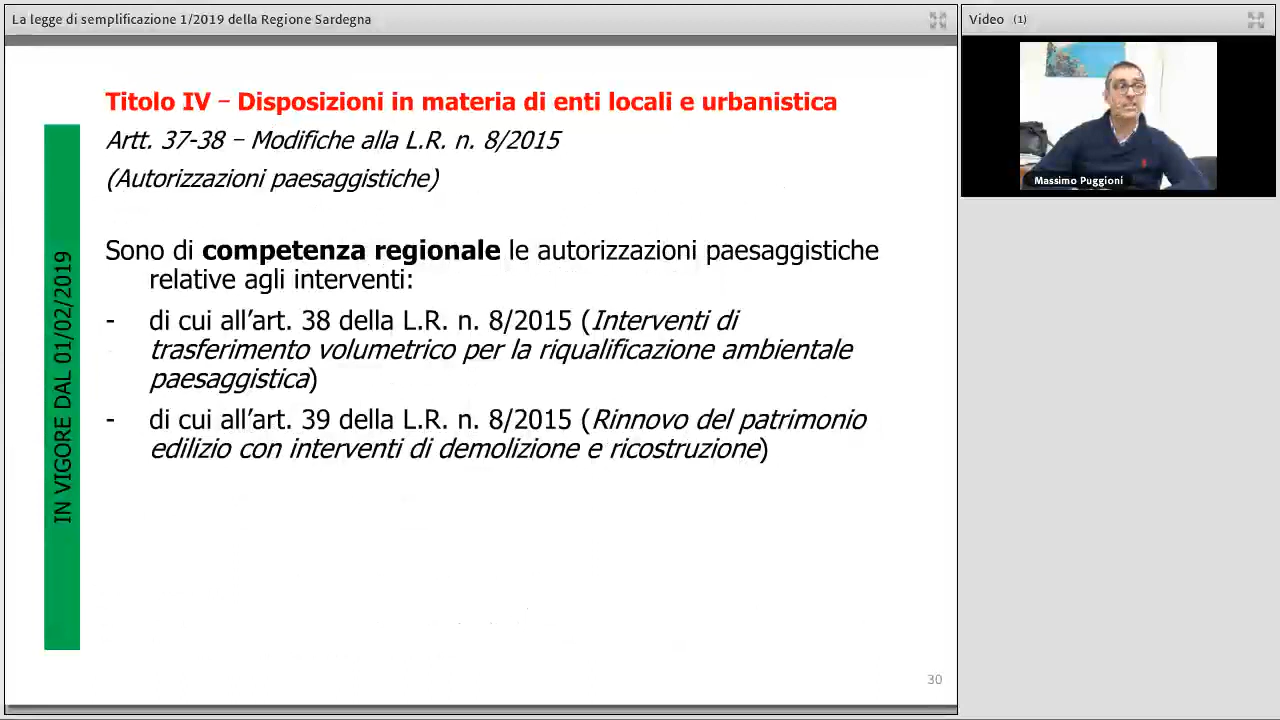 La legge di semplificazione 1/2019 della Regione Sardegna
Video (1)
Massimo Puggioni
Titolo IV – Disposizioni in materia di enti locali e urbanistica
Artt. 37-38 – Modifiche alla L.R. n. 8/2015
(Autorizzazioni paesaggistiche)
IN VIGORE DAL 01/02/2019
Sono di competenza regionale le autorizzazioni paesaggistiche
relative agli interventi:
- di cui all’art. 38 della L.R. n. 8/2015 (Interventi di
trasferimento volumetrico per la riqualificazione ambientale
paesaggistica)
- di cui all’art. 39 della L.R. n. 8/2015 (Rinnovo del patrimonio
edilizio con interventi di demolizione e ricostruzione)
30